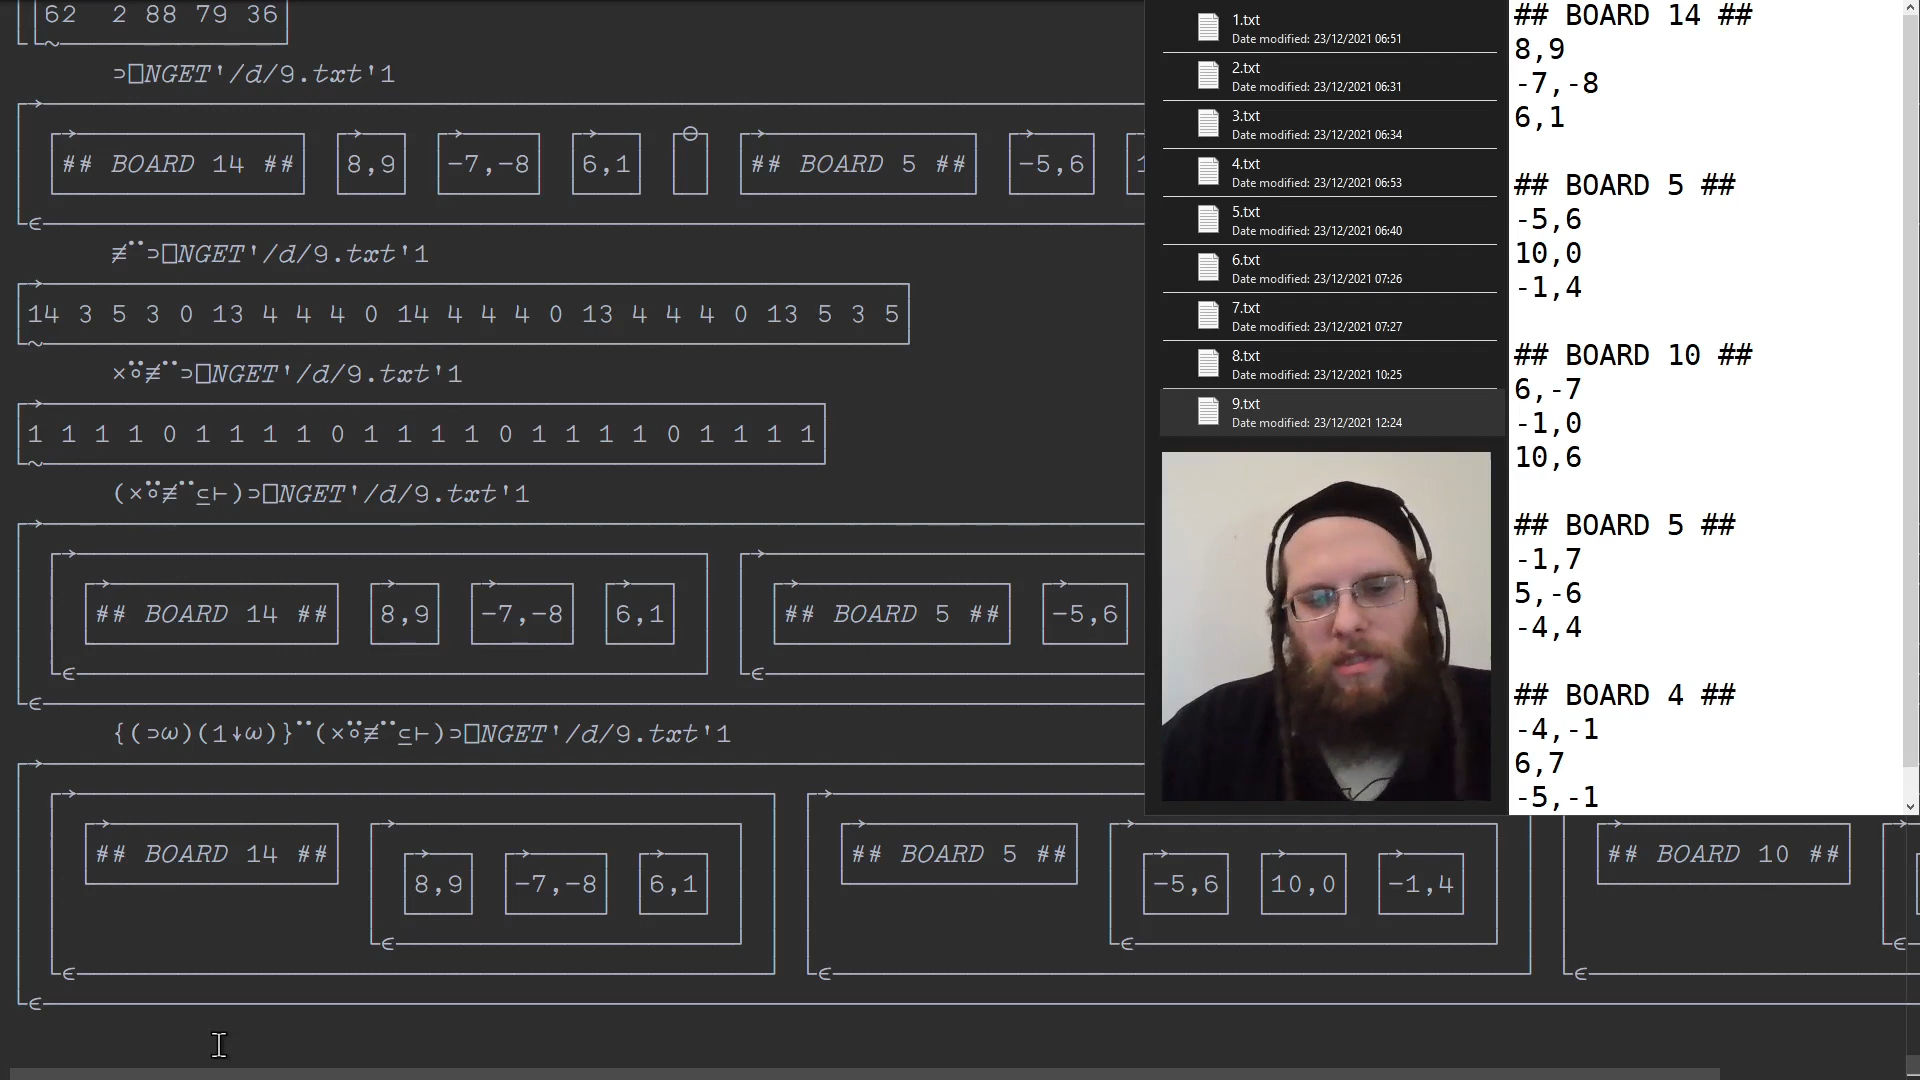 62 2 88 79 36
⊃⎕NGET'/d/9.txt'1
## BOARD 14 ## 8,9 -7,-8 6,1 ## BOARD 5 ## -5,6 1
≢¨⊃⎕NGET'/d/9.txt'1
14 3 5 3 0 13 4 4 4 0 14 4 4 4 0 13 4 4 4 0 13 5 3 5
×⍤≢¨⊃⎕NGET'/d/9.txt'1
1 1 1 1 0 1 1 1 1 0 1 1 1 1 0 1 1 1 1 0 1 1 1 1
(×⍤≢¨⊆⊢)⊃⎕NGET'/d/9.txt'1
## BOARD 14 ## 8,9 -7,-8 6,1 ## BOARD 5 ## -5,6
{(⊃⍵)(1↓⍵)}¨(×⍤≢¨⊆⊢)⊃⎕NGET'/d/9.txt'1
## BOARD 14 ## 8,9 -7,-8 6,1 ## BOARD 5 ## -5,6 10,0 -1,4 ## BOARD 10 ##
1.txt
Date modified: 23/12/2021 06:51
2.txt
Date modified: 23/12/2021 06:31
3.txt
Date modified: 23/12/2021 06:34
4.txt
Date modified: 23/12/2021 06:53
5.txt
Date modified: 23/12/2021 06:40
6.txt
Date modified: 23/12/2021 07:26
7.txt
Date modified: 23/12/2021 07:27
8.txt
Date modified: 23/12/2021 10:25
9.txt
Date modified: 23/12/2021 12:24
## BOARD 14 ##
8,9
-7,-8
6,1
## BOARD 5 ##
-5,6
10,0
-1,4
## BOARD 10 ##
6,-7
-1,0
10,6
## BOARD 5 ##
-1,7
5,-6
-4,4
## BOARD 4 ##
-4,-1
6,7
-5,-1